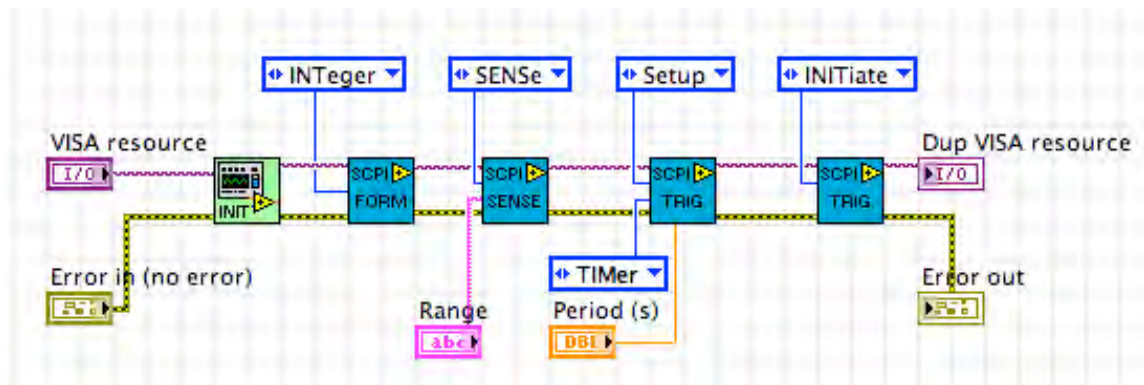 INTeger
SENSe
Setup
INITiate
VISA resource
Dup VISA resource
I/O
I/O
SCPI
SCPI
SCPI
SCPI
INIT
FORM
SENSE
TRIG
TRIG
Error in (no error)
TIMer
Error out
Range
Period (s)
abc
DBL